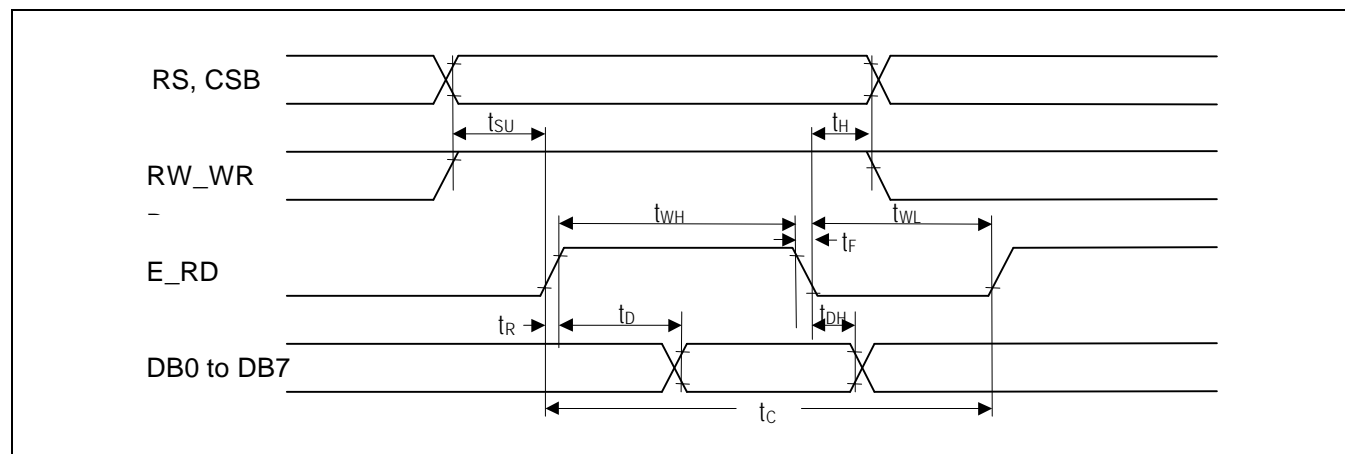 RS, CSB
tSU
tH
RW_WR
tWH
tWL
tF
E_RD
tR
tD
tDH
DB0 to DB7
tC